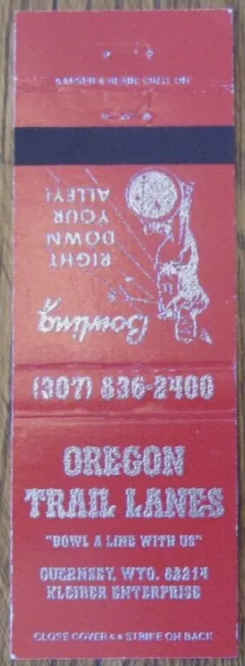 RIGHT
DOWN
YOUR
ALLEY!
Bowling
(307) 836-2400
OREGON
TRAIL LANES
"BOWL A LINE WITH US"
GUERNSEY, WYO. 82214
KLEIBER ENTERPRISE
CLOSE COVER STRIKE ON BACK